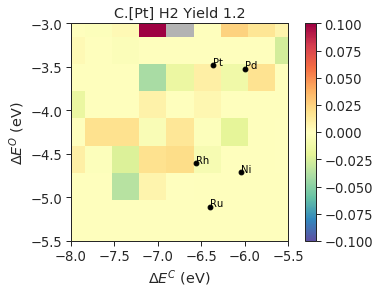 C.[Pt] H2 Yield 1.2
ΔE^O (eV)
−3.0
−3.5
−4.0
−4.5
−5.0
−5.5
Pt
Pd
Rh
Ni
Ru
−8.0 −7.5 −7.0 −6.5 −6.0 −5.5
ΔE^C (eV)
0.100
0.075
0.050
0.025
0.000
−0.025
−0.050
−0.075
−0.100